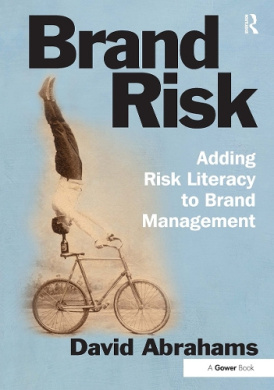 Brand
Risk
Adding
Risk Literacy
to Brand
Management
A Gower Book
David Abrahams